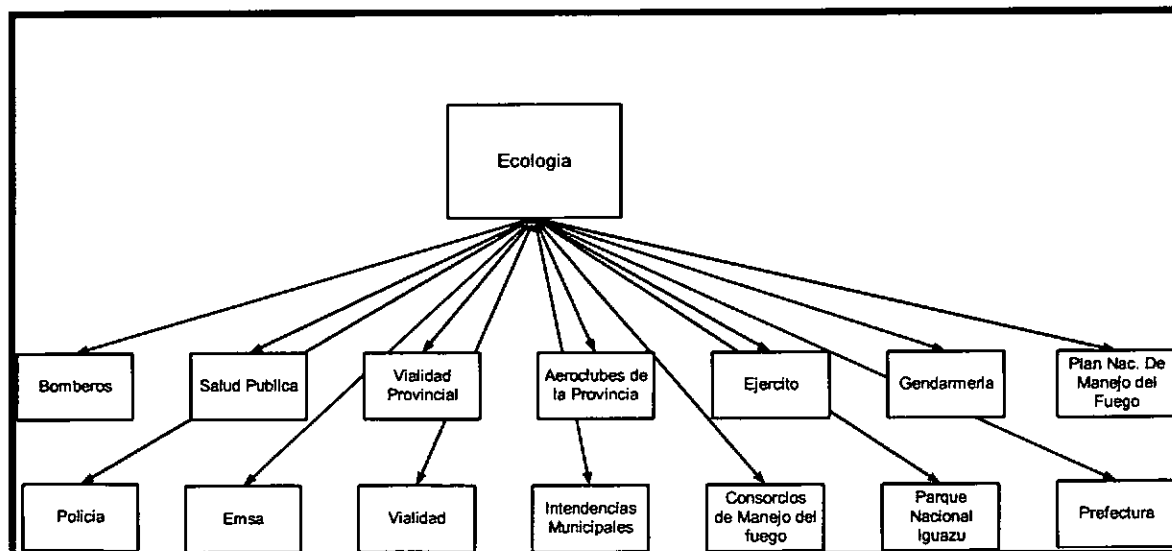 Ecologia
Bomberos
Salud Publica
Vialidad
Provincial
Aeroclubes de
la Provincia
Ejercito
Gendarmería
Plan Nac. De
Manejo del
Fuego
Policia
Emsa
Vialidad
Intendencias
Municipales
Consorcios
de Manejo del
fuego
Parque
Nacional
Iguazu
Prefectura